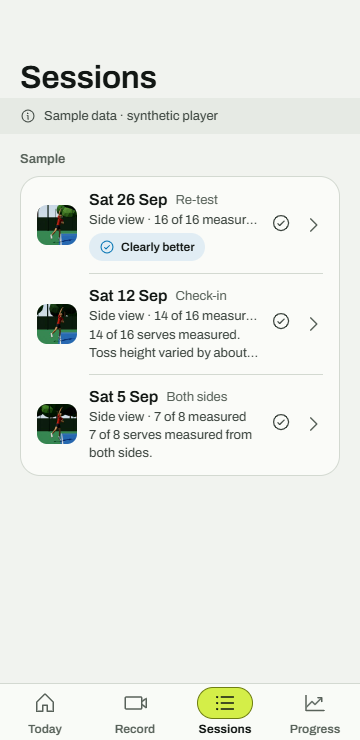 Sessions
Sample data · synthetic player
Sample
Sat 26 Sep Re-test
Side view · 16 of 16 measur...
Clearly better
Sat 12 Sep Check-in
Side view · 14 of 16 measur...
14 of 16 serves measured.
Toss height varied by about...
Sat 5 Sep Both sides
Side view · 7 of 8 measured
7 of 8 serves measured from
both sides.
Today Record Sessions Progress